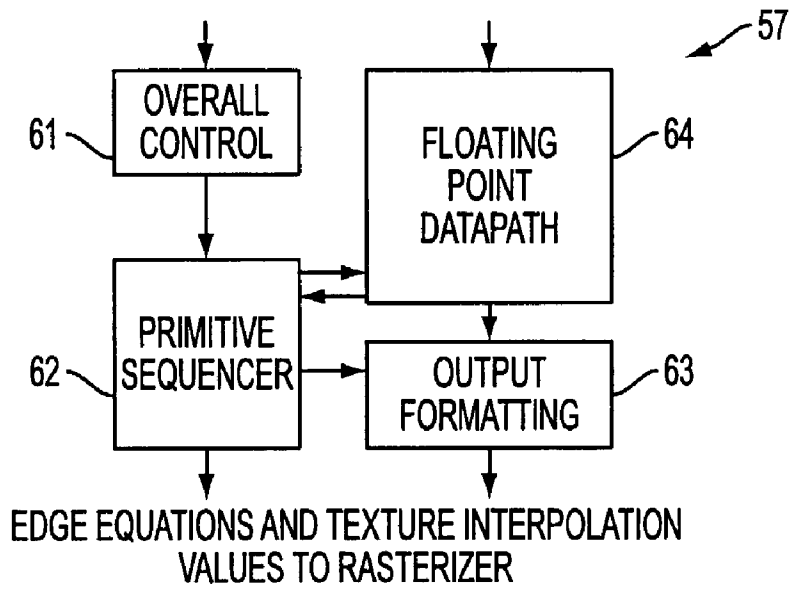 57
OVERALL
CONTROL
61
FLOATING
POINT
DATAPATH
64
PRIMITIVE
SEQUENCER
62
OUTPUT
FORMATTING
63
EDGE EQUATIONS AND TEXTURE INTERPOLATION
VALUES TO RASTERIZER